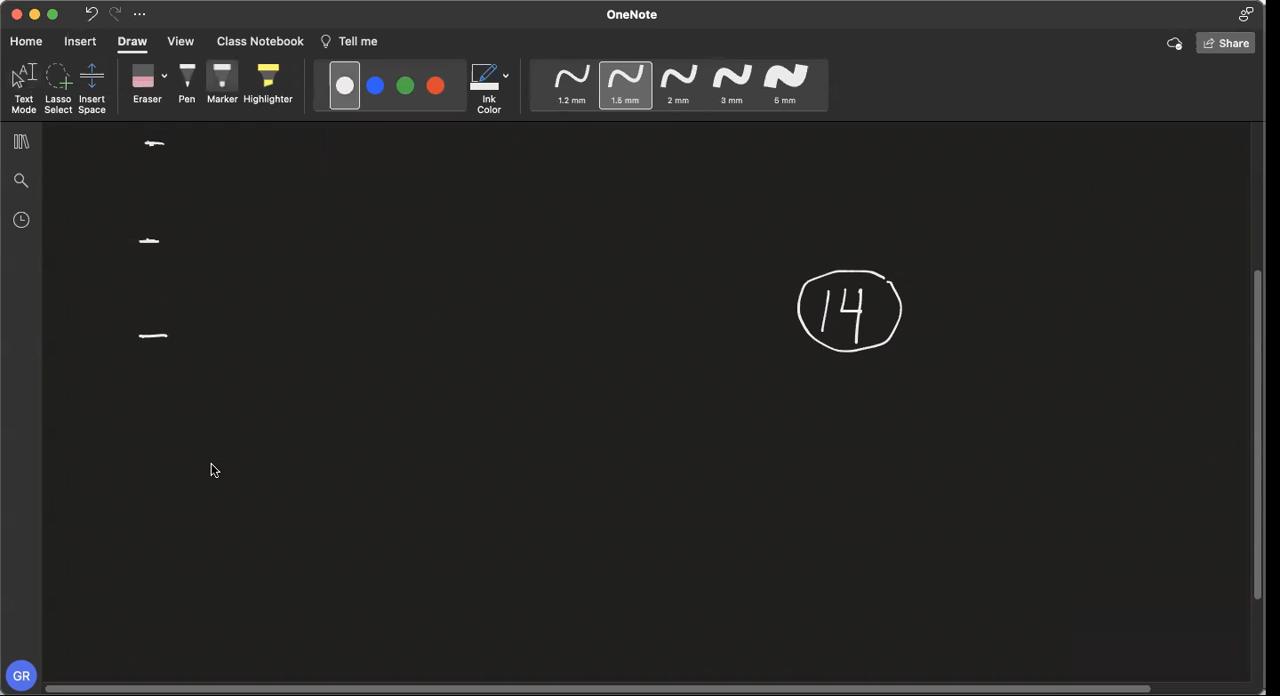 OneNote
Home Insert Draw View Class Notebook Tell me
Share
Text Mode
Lasso Select
Insert Space
Eraser
Pen
Marker
Highlighter
Ink Color
1.2 mm
1.5 mm
2 mm
3 mm
5 mm
14
GR